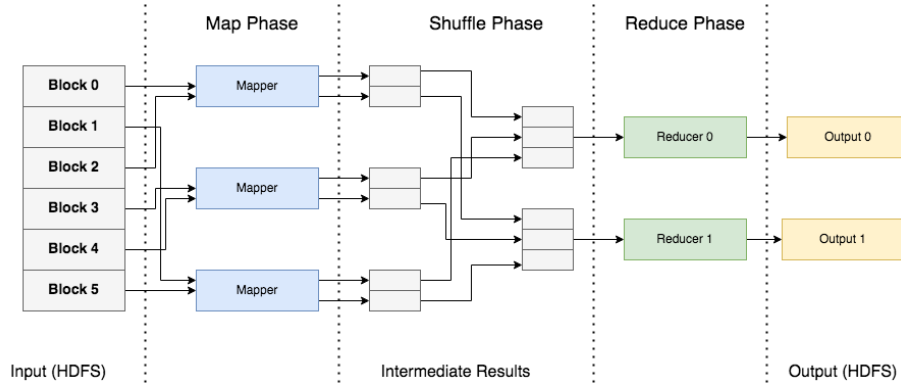 Map Phase
Shuffle Phase
Reduce Phase
Block 0
Block 1
Block 2
Block 3
Block 4
Block 5
Mapper
Mapper
Mapper
Reducer 0
Reducer 1
Output 0
Output 1
Input (HDFS)
Intermediate Results
Output (HDFS)